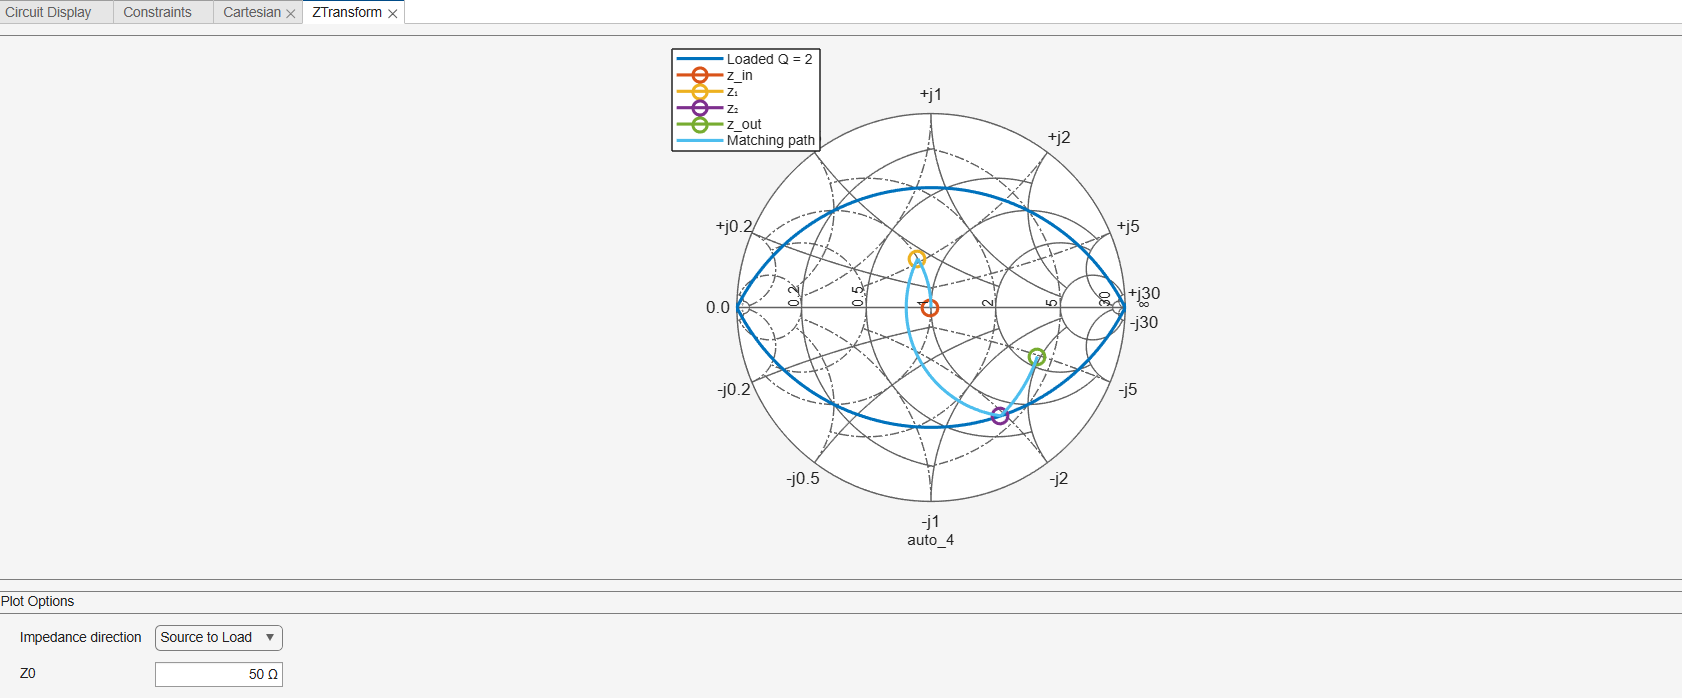 Circuit Display
Constraints
Cartesian
ZTransform
Loaded Q = 2
z_in
z₁
z₂
z_out
Matching path
+j1
+j2
+j0.2
+j5
0.0
0.2
0.5
1
2
5
30
+j30
∞
-j30
-j0.2
-j5
-j0.5
-j2
-j1
auto_4
Plot Options
Impedance direction
Source to Load
Z0
50 Ω